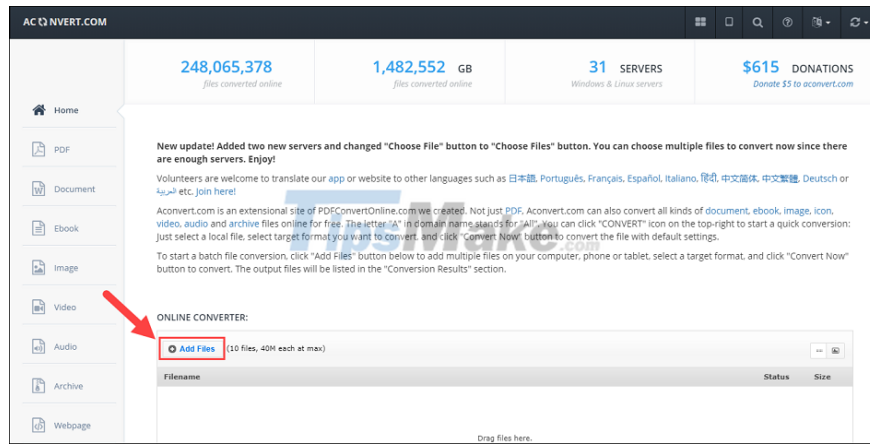 ACONVERT.COM
248,065,378
files converted online
1,482,552 GB
files converted online
31 SERVERS
Windows & Linux servers
$615 DONATIONS
Donate $5 to aconvert.com
Home
PDF
Document
Ebook
Image
Video
Audio
Archive
Webpage
New update! Added two new servers and changed "Choose File" button to "Choose Files" button. You can choose multiple files to convert now since there
are enough servers. Enjoy!
Volunteers are welcome to translate our app or website to other languages such as 日本語, Português, Français, Español, Italiano, हिंदी, 中文简体, 中文繁體, Deutsch or
العربية etc. Join here!
Aconvert.com is an extensional site of PDFConvertOnline.com we created. Not just PDF, Aconvert.com can also convert all kinds of document, ebook, image, icon,
video, audio and archive files online for free. The letter "A" in domain name stands for "All". You can click "CONVERT" icon on the top-right to start a quick conversion:
Just select a local file, select target format you want to convert, and click "Convert Now" button to convert the file with default settings.
To start a batch file conversion, click "Add Files" button below to add multiple files on your computer, phone or tablet, select a target format, and click "Convert Now"
button to convert. The output files will be listed in the "Conversion Results" section.
TipsMake.com
ONLINE CONVERTER:
Add Files (10 files, 40M each at max)
Filename Status Size
Drag files here.